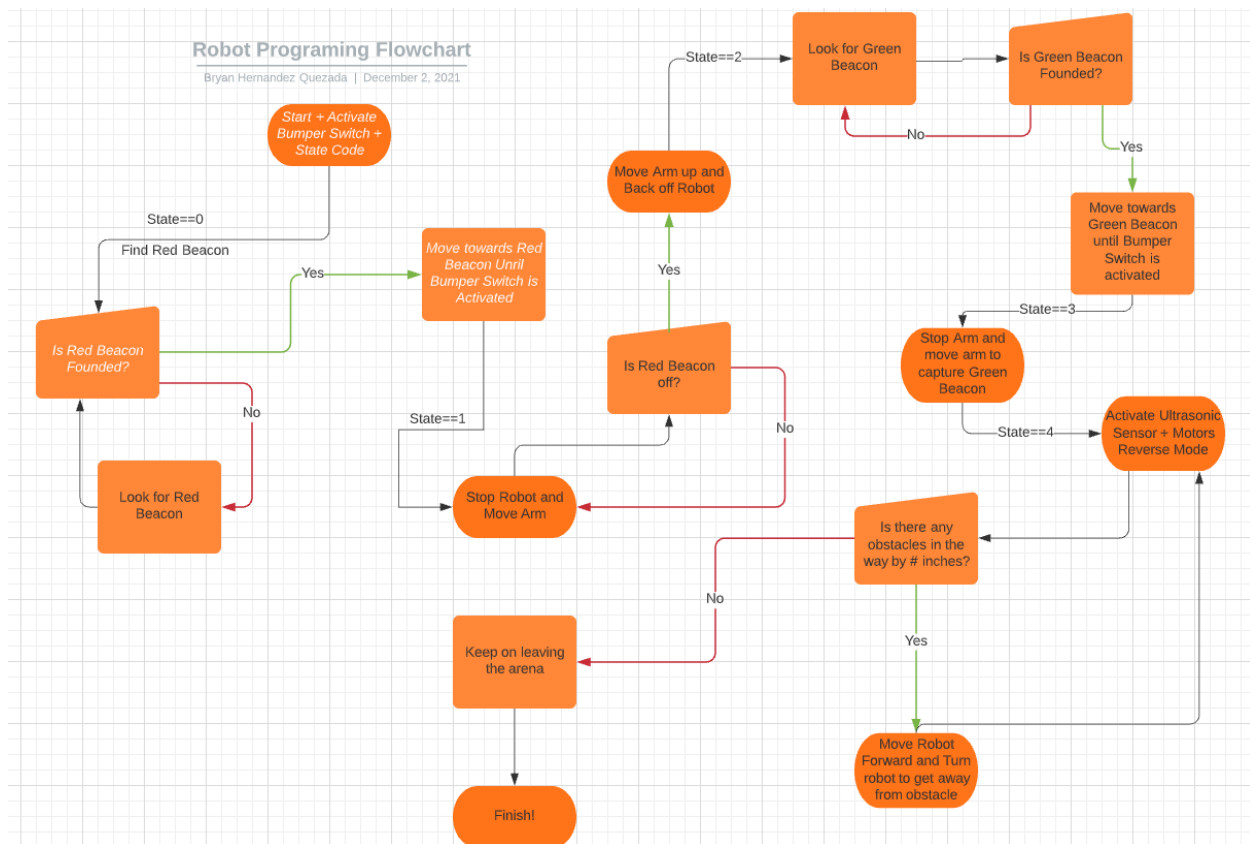 Robot Programing Flowchart
Bryan Hernandez Quezada | December 2, 2021
Start + Activate
Bumper Switch +
State Code
State==0
Find Red Beacon
Is Red Beacon
Founded?
Yes
No
Look for Red
Beacon
Move towards Red
Beacon Unril
Bumper Switch is
Activated
State==1
Stop Robot and
Move Arm
Is Red Beacon
off?
No
Yes
Move Arm up and
Back off Robot
State==2
Look for Green
Beacon
Is Green Beacon
Founded?
No
Yes
Move towards
Green Beacon
until Bumper
Switch is
activated
State==3
Stop Arm and
move arm to
capture Green
Beacon
State==4
Activate Ultrasonic
Sensor + Motors
Reverse Mode
Is there any
obstacles in the
way by # inches?
No
Yes
Move Robot
Forward and Turn
robot to get away
from obstacle
Keep on leaving
the arena
Finish!